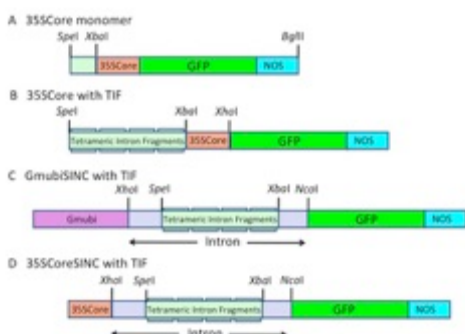 A 35SCore monomer
SpeI XbaI BglII
35SCore GFP NOS
B 35SCore with TIF
SpeI XbaI XhoI
Tetrameric Intron Fragments 35SCore GFP NOS
C GmubiSINC with TIF
XhoI SpeI XbaI NcoI
Gmubi Tetrameric Intron Fragments GFP NOS
Intron
D 35SCoreSINC with TIF
XhoI SpeI XbaI NcoI
35SCore Tetrameric Intron Fragments GFP NOS
Intron